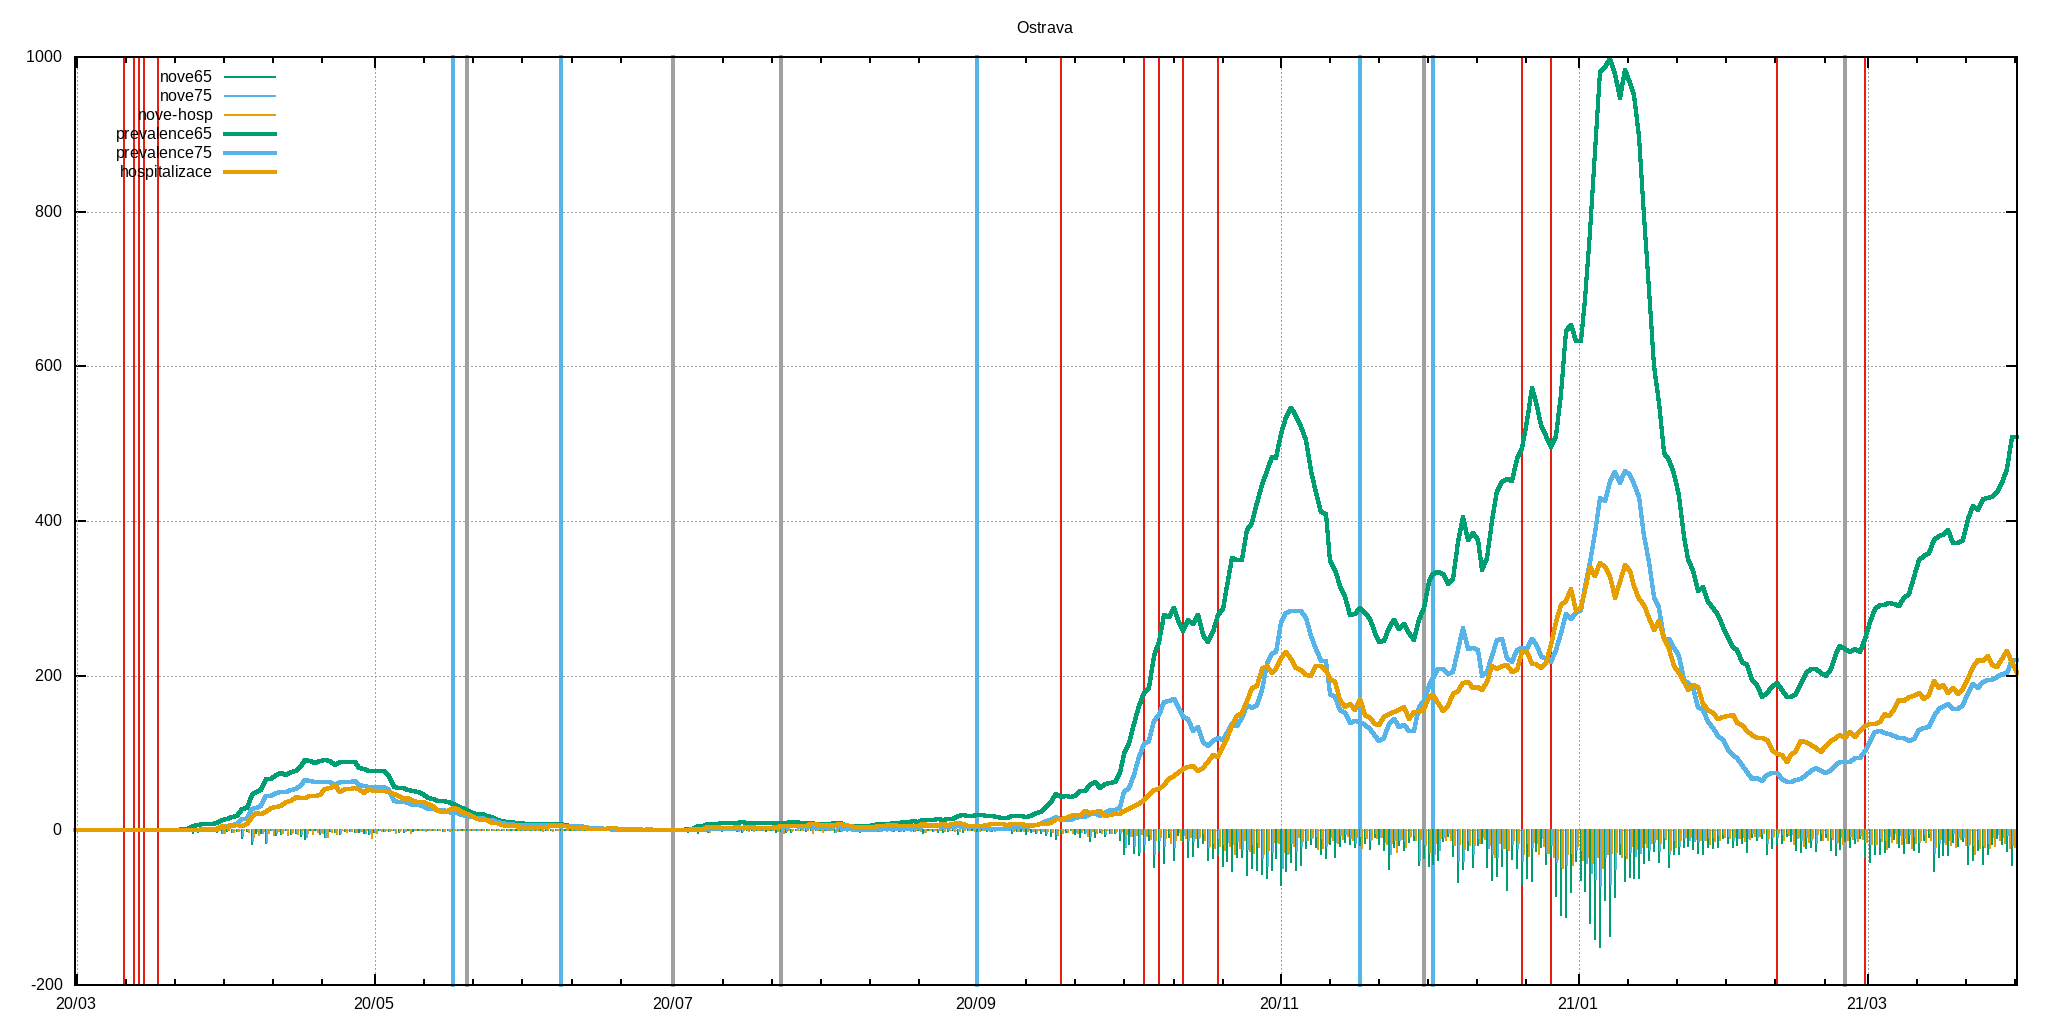 Ostrava
1000
nove65
nove75
nove-hosp
prevalence65
prevalence75
hospitalizace
800
600
400
200
0
-200
20/03 20/05 20/07 20/09 20/11 21/01 21/03